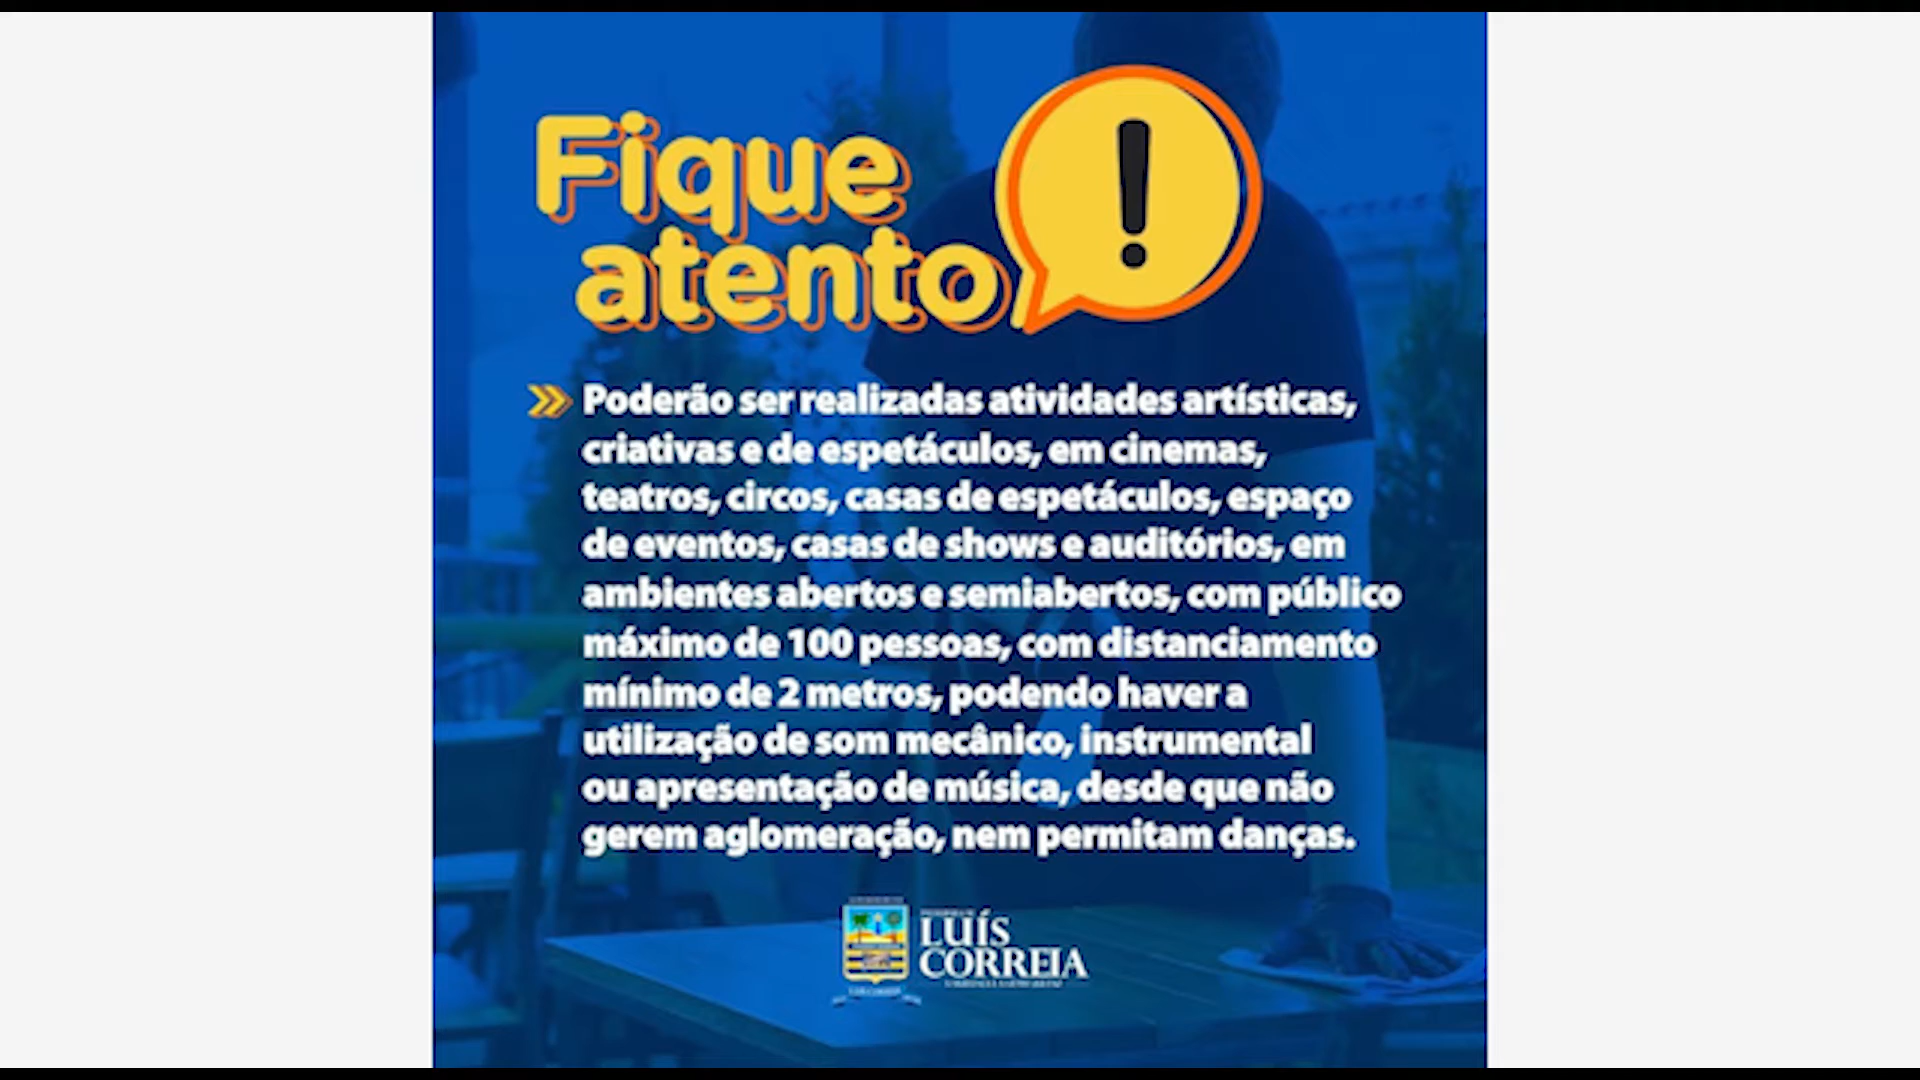 Fique
atento
!
Poderão ser realizadas atividades artísticas,
criativas e de espetáculos, em cinemas,
teatros, circos, casas de espetáculos, espaço
de eventos, casas de shows e auditórios, em
ambientes abertos e semiabertos, com público
máximo de 100 pessoas, com distanciamento
mínimo de 2 metros, podendo haver a
utilização de som mecânico, instrumental
ou apresentação de música, desde que não
gerem aglomeração, nem permitam danças.
LUÍS
CORREIA